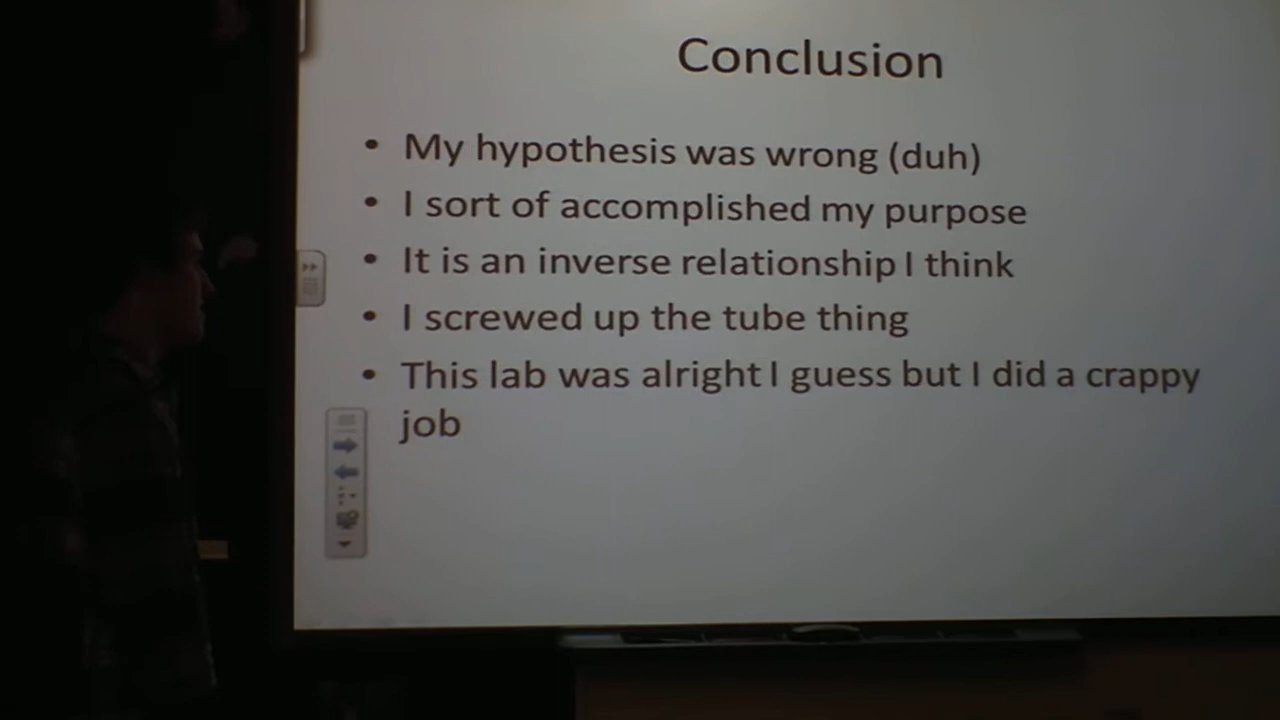 Conclusion
• My hypothesis was wrong (duh)
• I sort of accomplished my purpose
• It is an inverse relationship I think
• I screwed up the tube thing
• This lab was alright I guess but I did a crappy
job